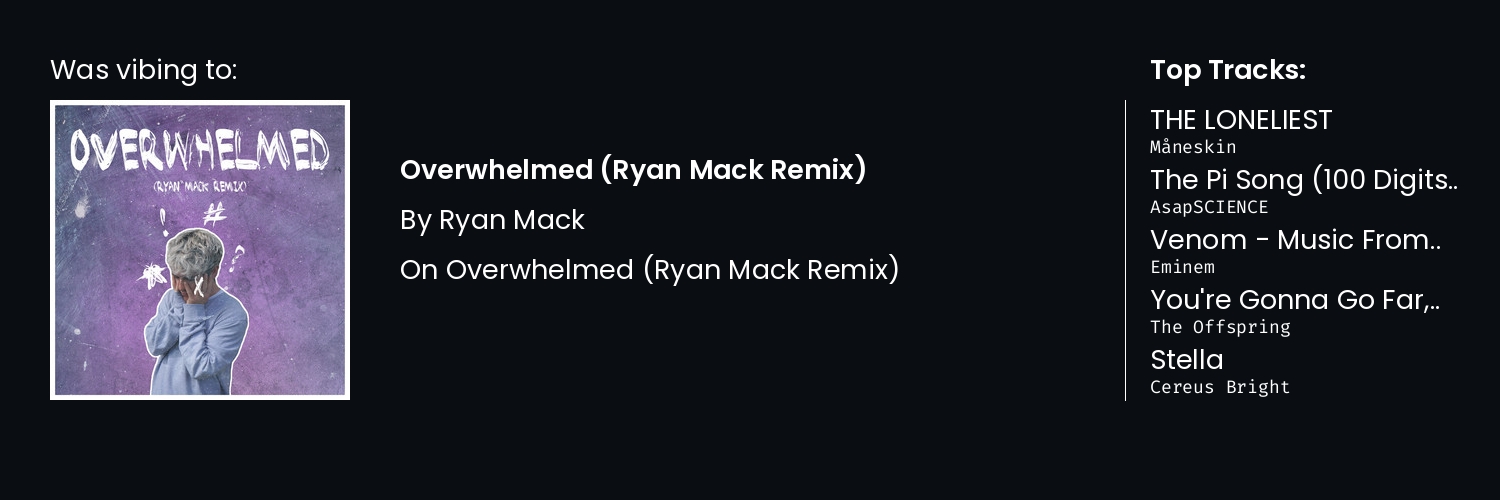 Was vibing to:
OVERWHELMED
(RYAN MACK REMIX)
Overwhelmed (Ryan Mack Remix)
By Ryan Mack
On Overwhelmed (Ryan Mack Remix)
Top Tracks:
THE LONELIEST
Måneskin
The Pi Song (100 Digits..
AsapSCIENCE
Venom - Music From..
Eminem
You're Gonna Go Far,..
The Offspring
Stella
Cereus Bright